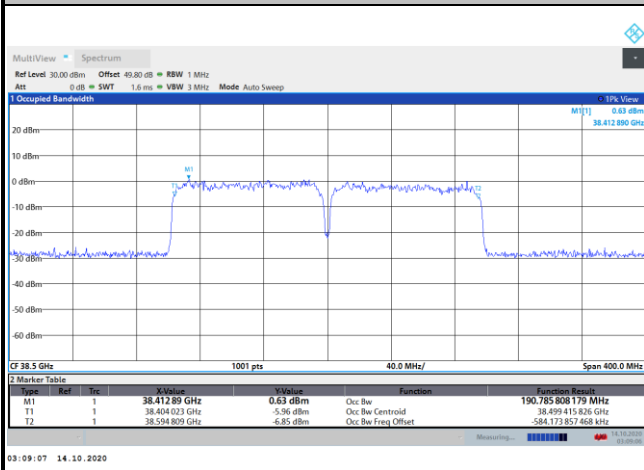 MultiView Spectrum
Ref Level 30.00 dBm Offset 49.80 dB RBW 1 MHz
Att 0 dB SWT 1.6 ms VBW 3 MHz Mode Auto Sweep
1 Occupied Bandwidth 1Pk View
M1[1] 0.63 dBm
38.412 890 GHz
20 dBm
10 dBm
M1
0 dBm
T1 T2
-10 dBm
-20 dBm
-30 dBm
-40 dBm
-50 dBm
-60 dBm
CF 38.5 GHz 1001 pts 40.0 MHz/ Span 400.0 MHz
2 Marker Table
Type Ref Trc X-Value Y-Value Function Function Result
M1 1 38.412 89 GHz 0.63 dBm Occ Bw 190.785 808 179 MHz
T1 1 38.404 023 GHz -5.96 dBm Occ Bw Centroid 38.499 415 826 GHz
T2 1 38.594 809 GHz -6.85 dBm Occ Bw Freq Offset -584.173 857 468 kHz
Measuring... 14.10.2020
03:09:06
03:09:07 14.10.2020